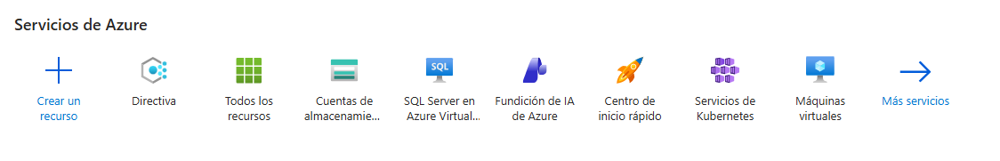 Servicios de Azure
SQL
Crear un
recurso
Directiva
Todos los
recursos
Cuentas de
almacenamie...
SQL Server en
Azure Virtual...
Fundición de IA
de Azure
Centro de
inicio rápido
Servicios de
Kubernetes
Máquinas
virtuales
Más servicios